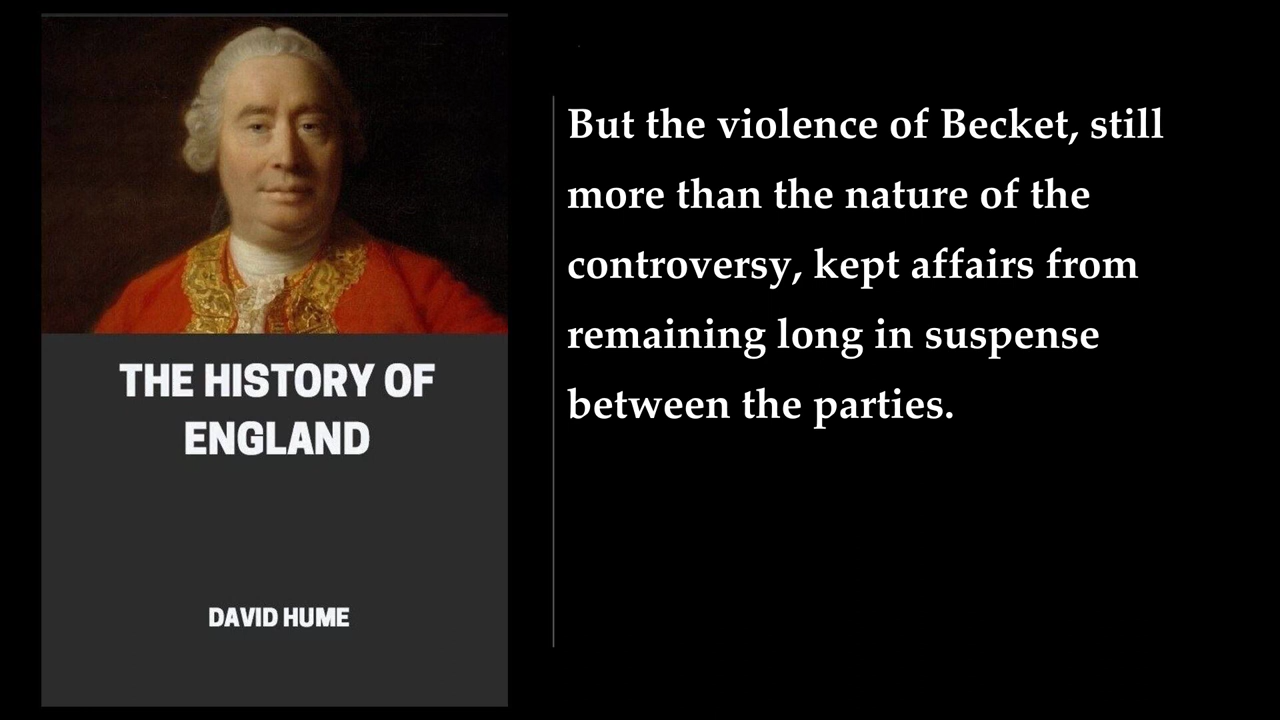 THE HISTORY OF
ENGLAND
DAVID HUME
But the violence of Becket, still
more than the nature of the
controversy, kept affairs from
remaining long in suspense
between the parties.